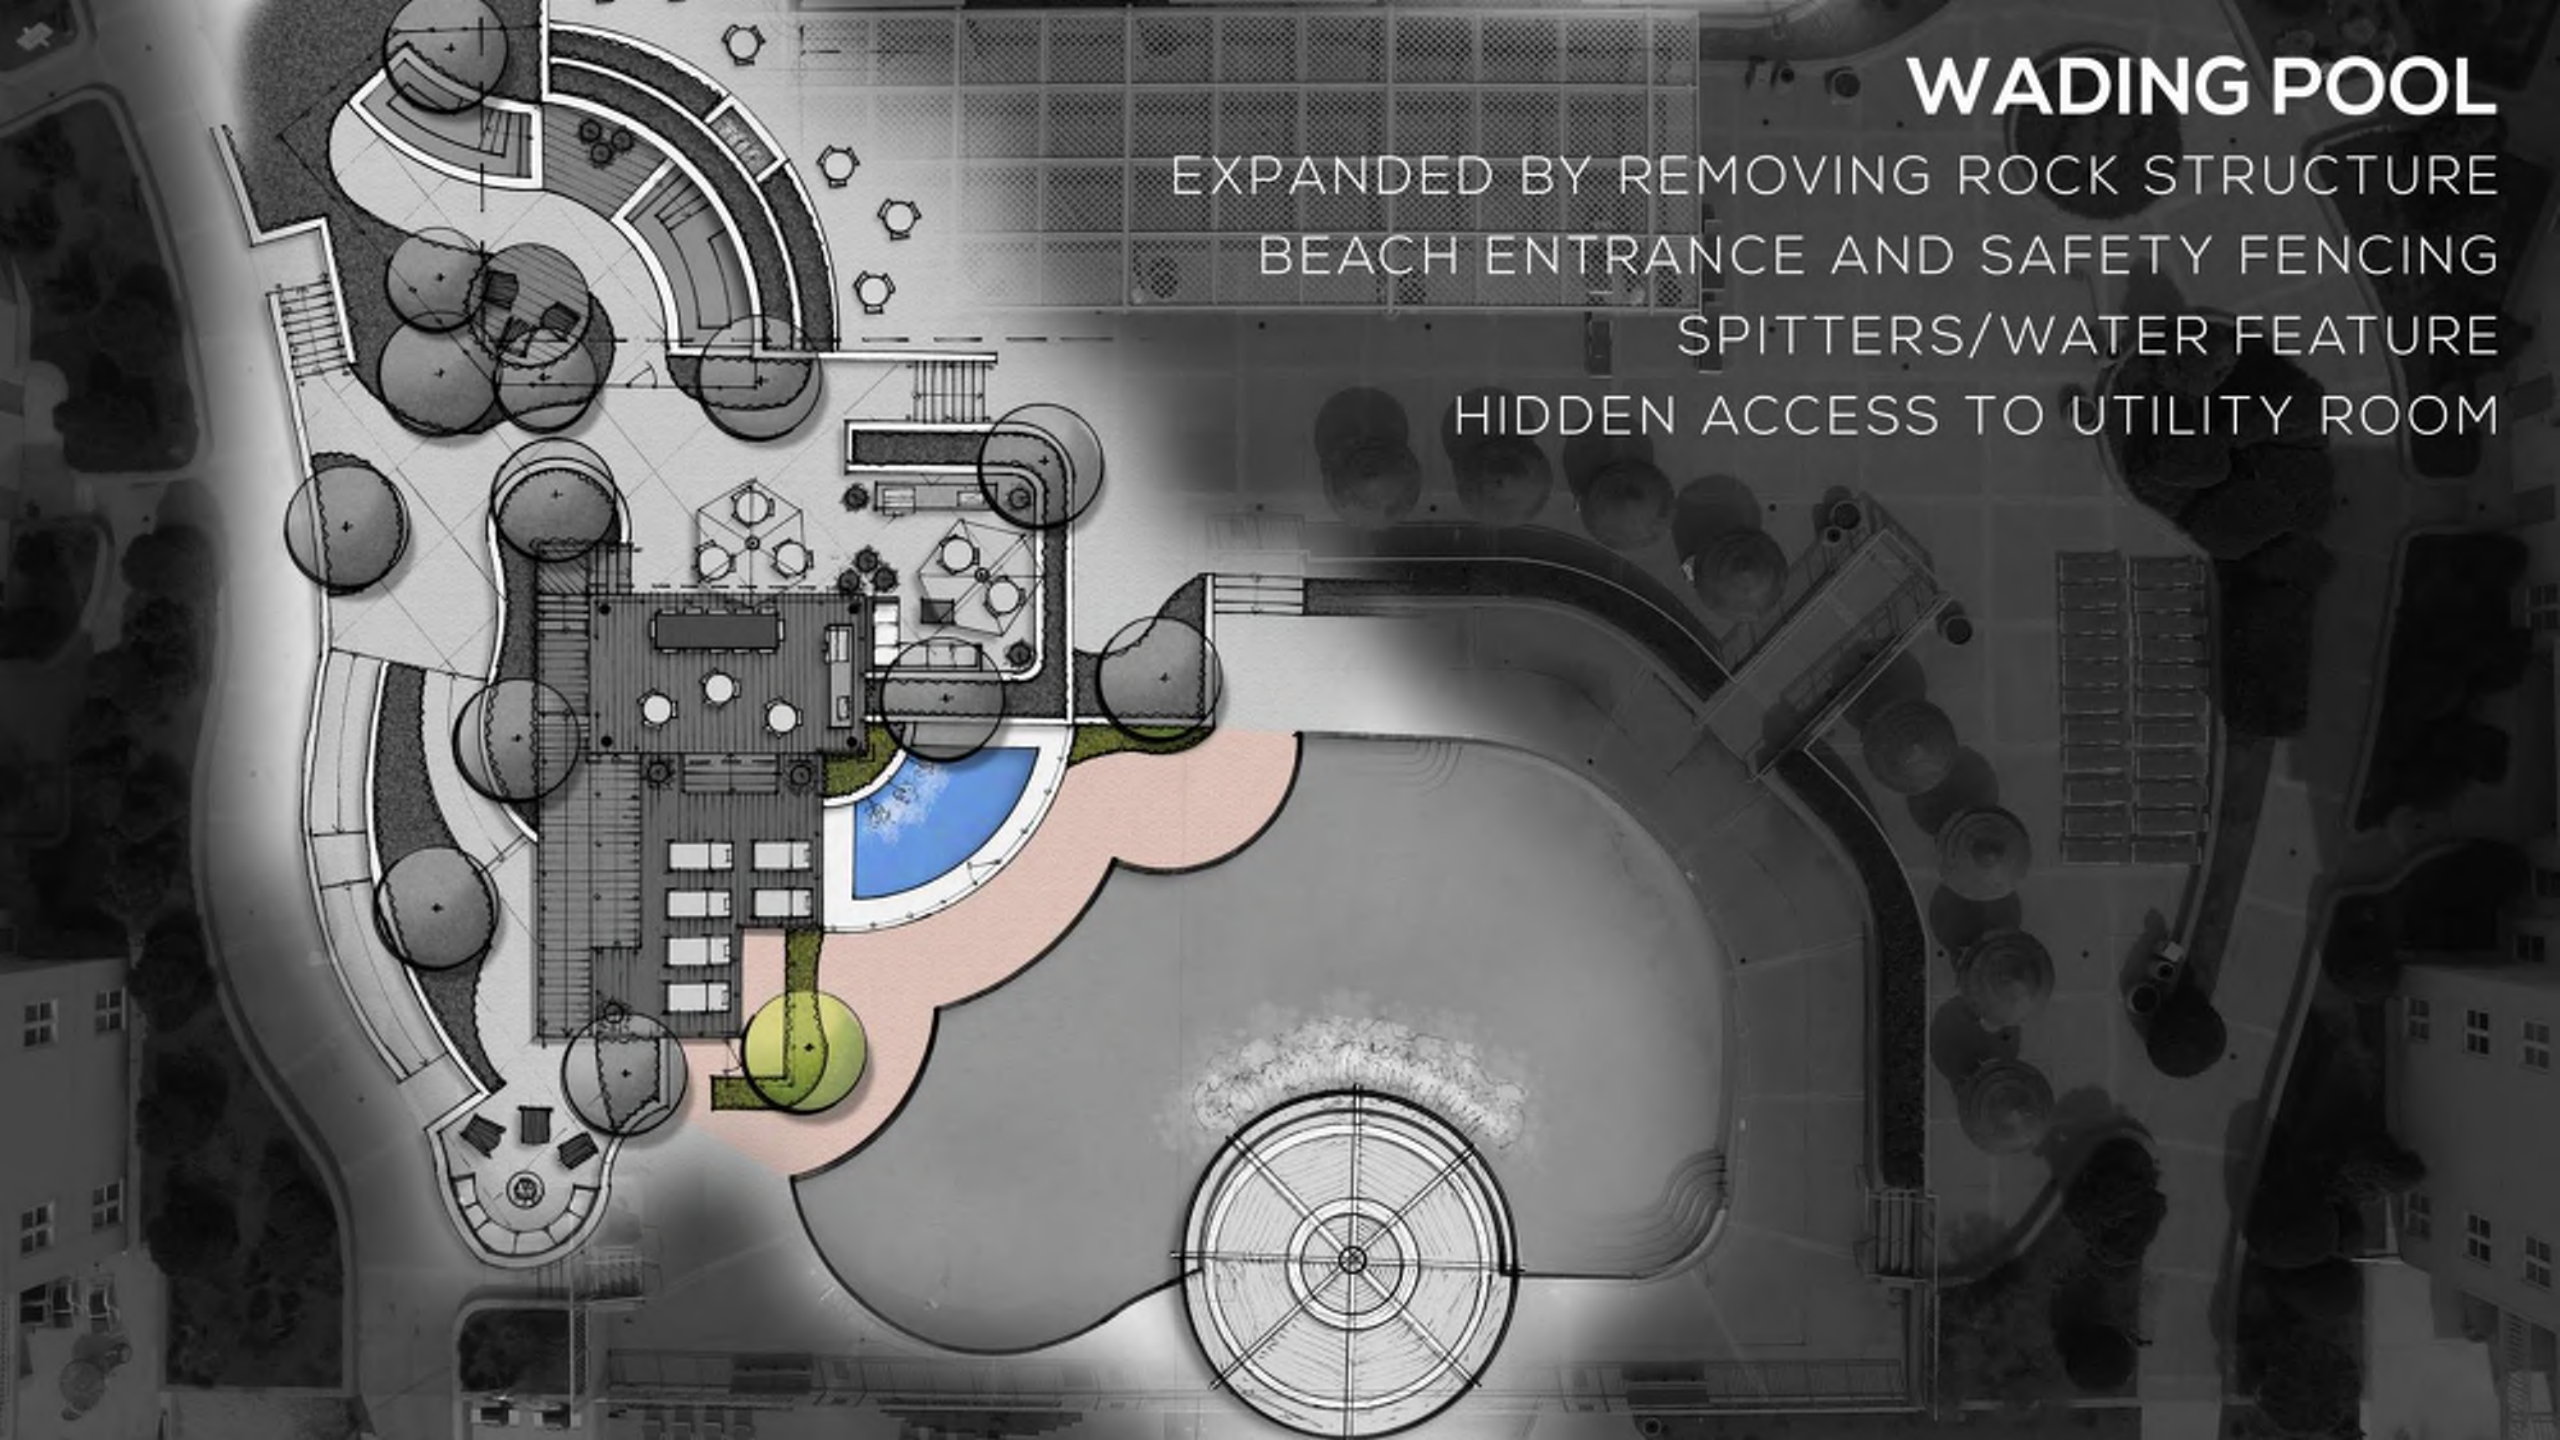 WADING POOL
EXPANDED BY REMOVING ROCK STRUCTURE
BEACH ENTRANCE AND SAFETY FENCING
SPITTERS/WATER FEATURE
HIDDEN ACCESS TO UTILITY ROOM